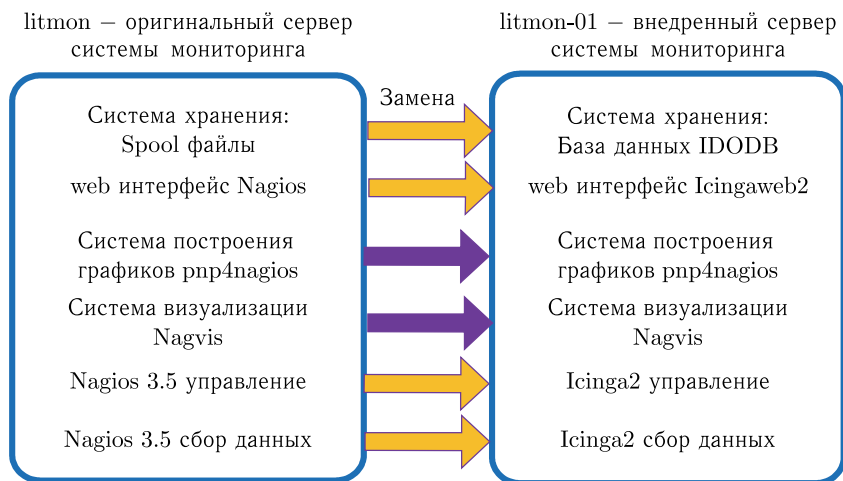 litmon – оригинальный сервер
системы мониторинга
litmon-01 – внедренный сервер
системы мониторинга
Замена
Система хранения:
Spool файлы
Система хранения:
База данных IDODB
web интерфейс Nagios
web интерфейс Icingaweb2
Система построения
графиков pnp4nagios
Система построения
графиков pnp4nagios
Система визуализации
Nagvis
Система визуализации
Nagvis
Nagios 3.5 управление
Icinga2 управление
Nagios 3.5 сбор данных
Icinga2 сбор данных